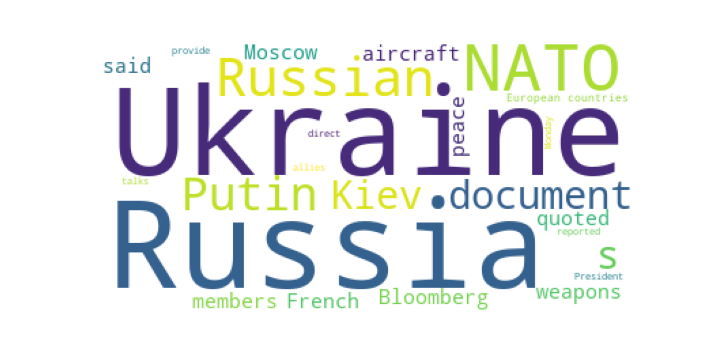 provide
Moscow
aircraft
said
Russian
NATO
European countries
Ukraine
peace
direct
Monday
allies
talks
Putin
Kiev
document
quoted
Russia
reported
s
President
members
French
Bloomberg
weapons